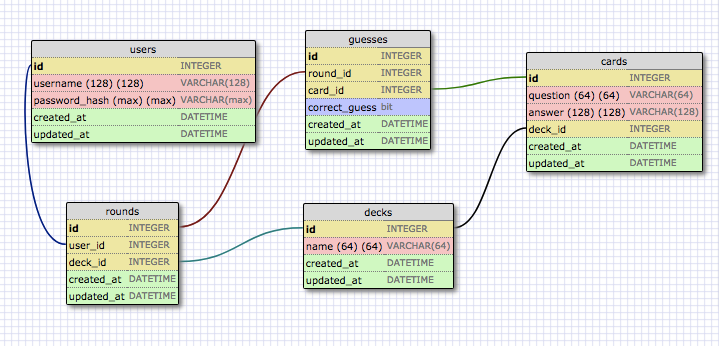 users
id INTEGER
username (128) (128) VARCHAR(128)
password_hash (max) (max) VARCHAR(max)
created_at DATETIME
updated_at DATETIME
guesses
id INTEGER
round_id INTEGER
card_id INTEGER
correct_guess bit
created_at DATETIME
updated_at DATETIME
cards
id INTEGER
question (64) (64) VARCHAR(64)
answer (128) (128) VARCHAR(128)
deck_id INTEGER
created_at DATETIME
updated_at DATETIME
rounds
id INTEGER
user_id INTEGER
deck_id INTEGER
created_at DATETIME
updated_at DATETIME
decks
id INTEGER
name (64) (64) VARCHAR(64)
created_at DATETIME
updated_at DATETIME